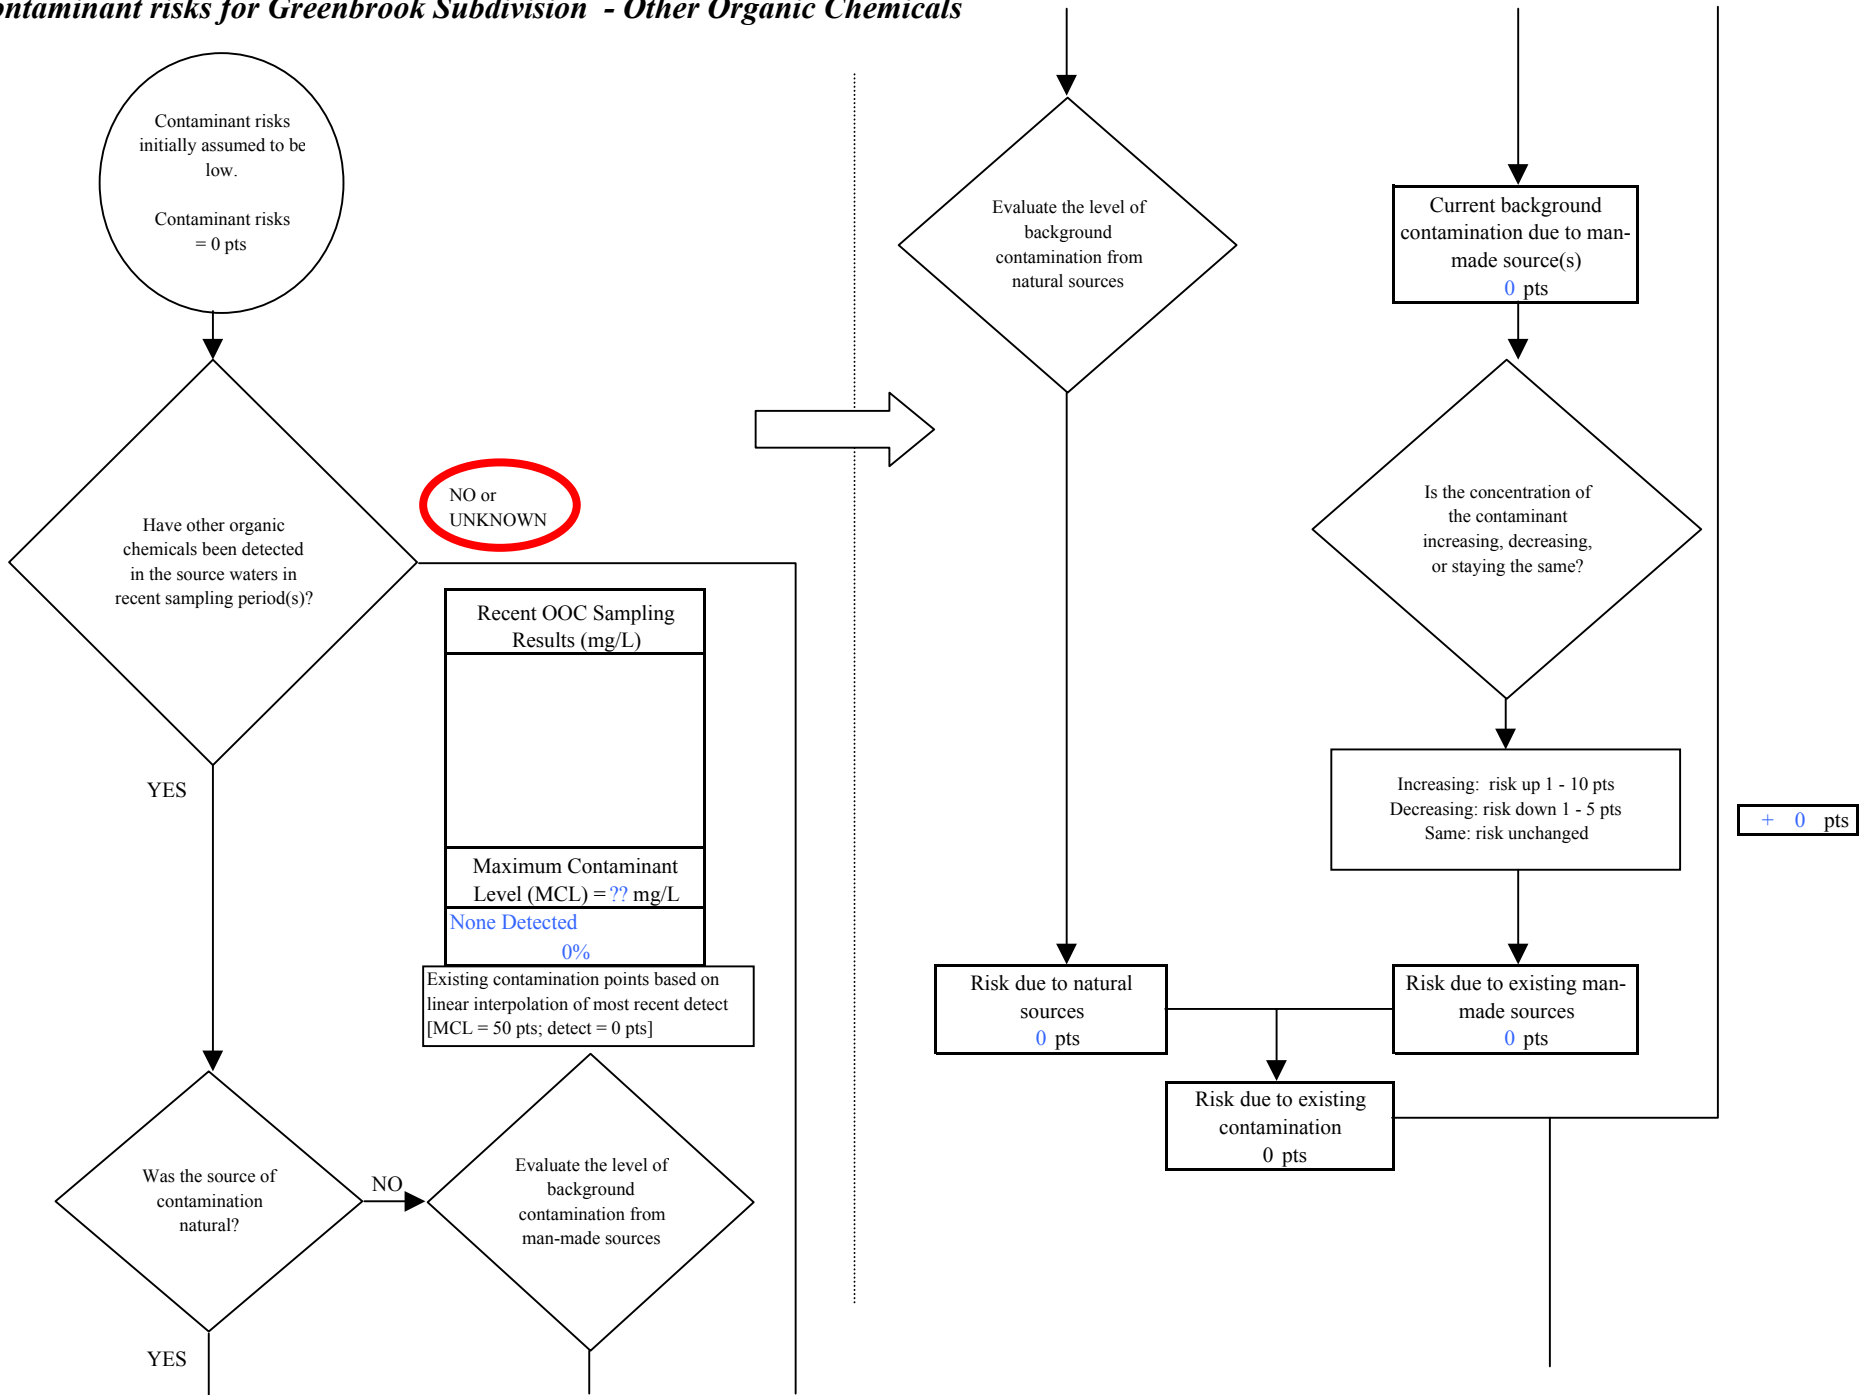 ontaminant risks for Greenbrook Subdivision - Other Organic Chemicals
Contaminant risks
initially assumed to be
low.
Contaminant risks
= 0 pts
Have other organic
chemicals been detected
in the source waters in
recent sampling period(s)?
NO or
UNKNOWN
YES
Recent OOC Sampling
Results (mg/L)
Maximum Contaminant
Level (MCL) = ?? mg/L
None Detected
0%
Existing contamination points based on
linear interpolation of most recent detect
[MCL = 50 pts; detect = 0 pts]
Was the source of
contamination
natural?
NO
YES
Evaluate the level of
background
contamination from
man-made sources
Evaluate the level of
background
contamination from
natural sources
Current background
contamination due to man-
made source(s)
0 pts
Is the concentration of
the contaminant
increasing, decreasing,
or staying the same?
Increasing: risk up 1 - 10 pts
Decreasing: risk down 1 - 5 pts
Same: risk unchanged
+ 0 pts
Risk due to natural
sources
0 pts
Risk due to existing man-
made sources
0 pts
Risk due to existing
contamination
0 pts